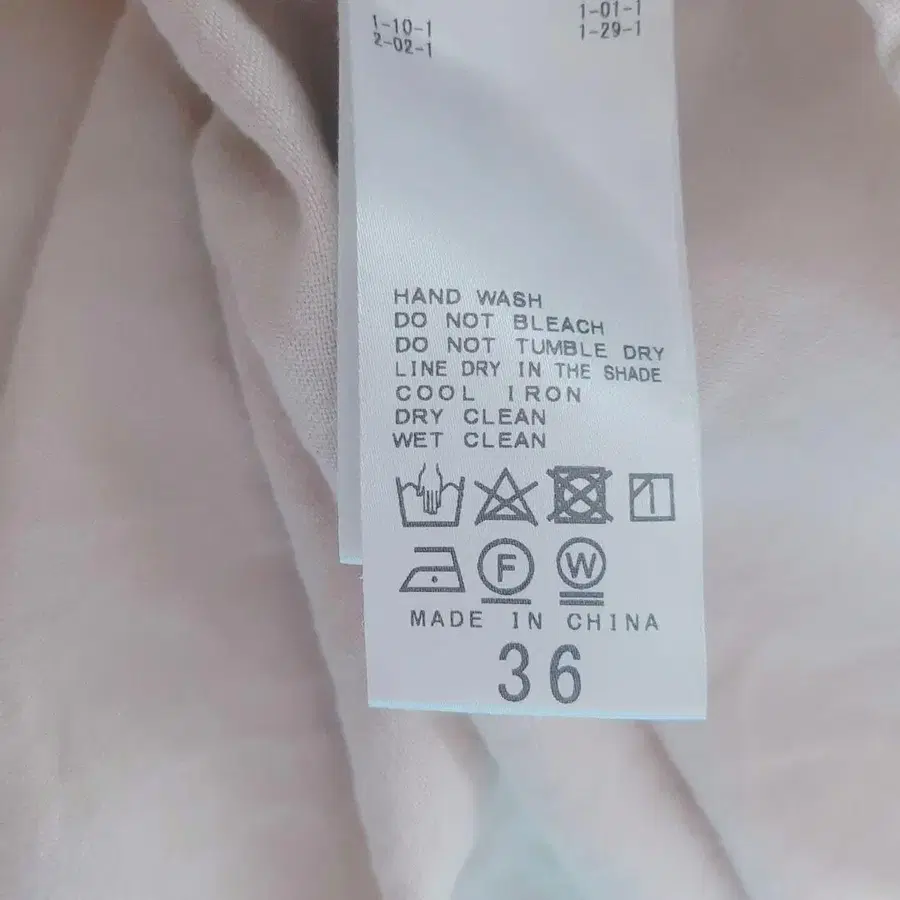 1-10-1 1-01-1
2-02-1 1-29-1
HAND WASH
DO NOT BLEACH
DO NOT TUMBLE DRY
LINE DRY IN THE SHADE
COOL IRON
DRY CLEAN
WET CLEAN
F W
MADE IN CHINA
36